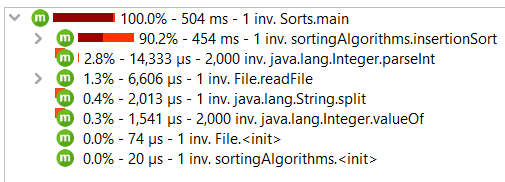 m 100.0% - 504 ms - 1 inv. Sorts.main
m 90.2% - 454 ms - 1 inv. sortingAlgorithms.insertionSort
m 2.8% - 14,333 µs - 2,000 inv. java.lang.Integer.parseInt
m 1.3% - 6,606 µs - 1 inv. File.readFile
m 0.4% - 2,013 µs - 1 inv. java.lang.String.split
m 0.3% - 1,541 µs - 2,000 inv. java.lang.Integer.valueOf
m 0.0% - 74 µs - 1 inv. File.<init>
m 0.0% - 20 µs - 1 inv. sortingAlgorithms.<init>